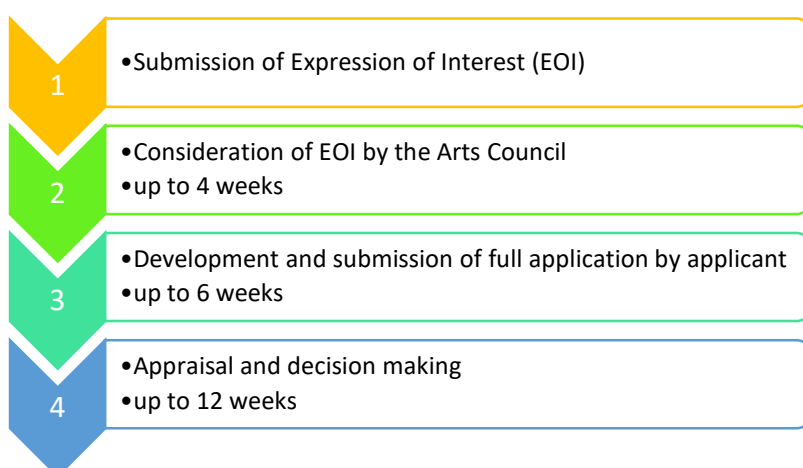 1
•Submission of Expression of Interest (EOI)
2
•Consideration of EOI by the Arts Council
•up to 4 weeks
3
•Development and submission of full application by applicant
•up to 6 weeks
4
•Appraisal and decision making
•up to 12 weeks